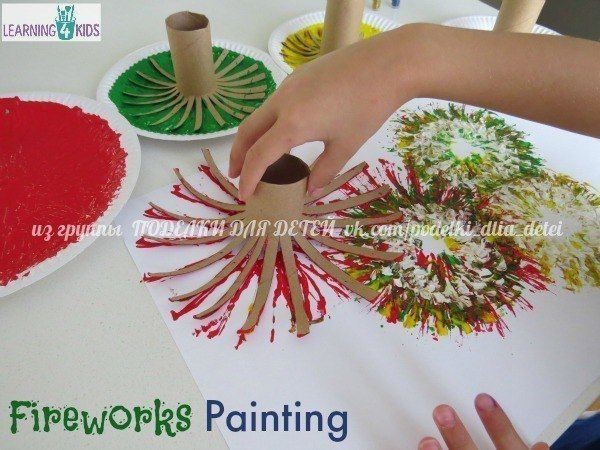 LEARNING 4 KIDS
из группы ПОДЕЛКИ ДЛЯ ДЕТЕЙ vk.com/podelki_dlia_detei
Fireworks Painting